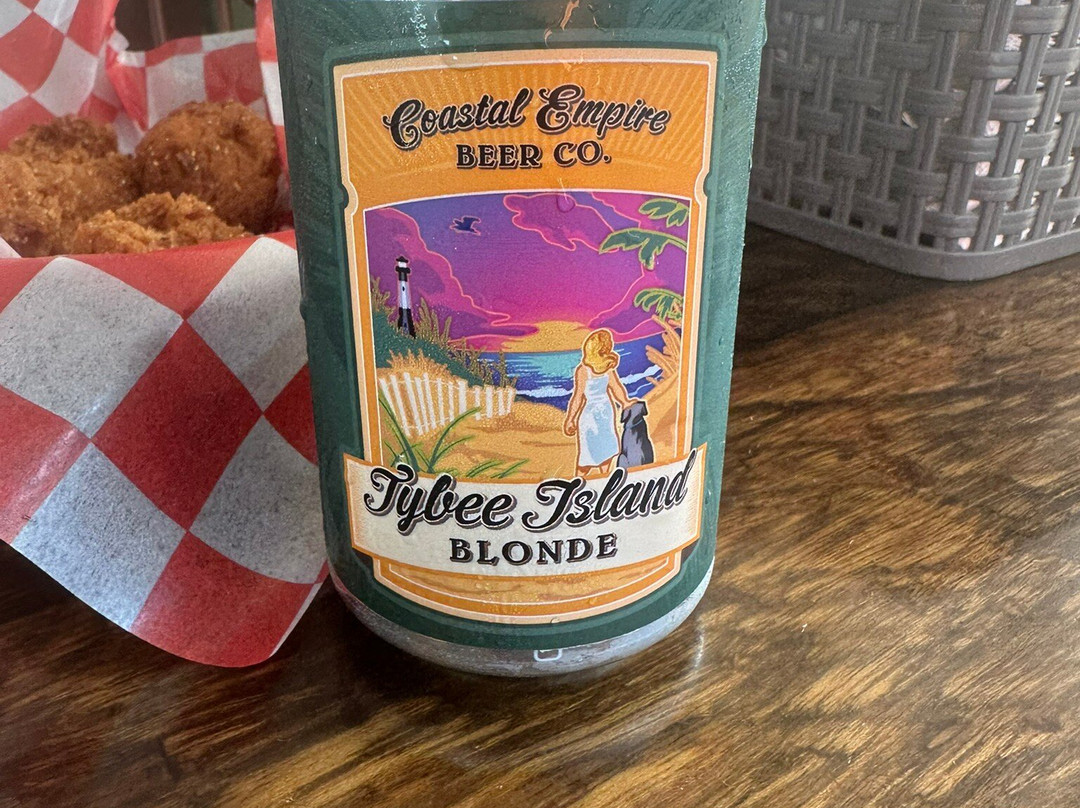 Coastal Empire
BEER CO.
Tybee Island
BLONDE